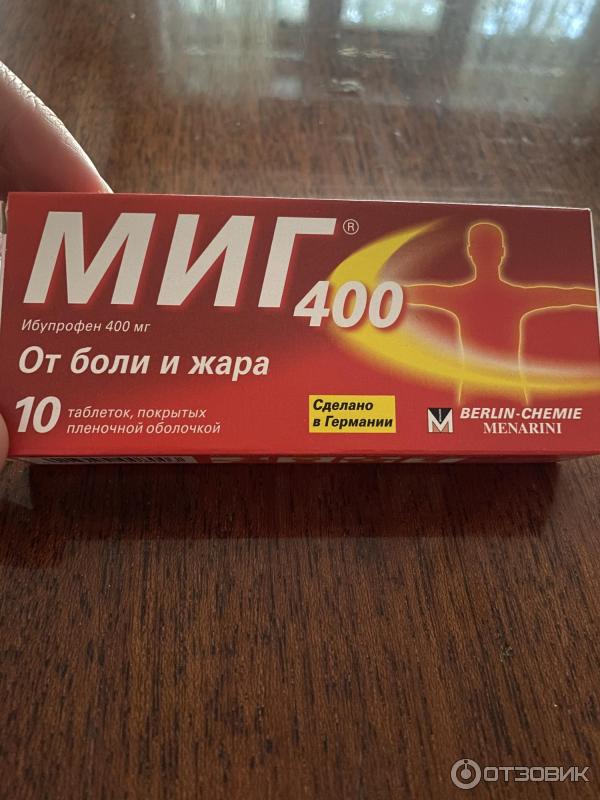 МИГ®
400
Ибупрофен 400 мг
От боли и жара
10 таблеток, покрытых
пленочной оболочкой
Сделано
в Германии
BERLIN-CHEMIE
MENARINI
ОТЗОВИК